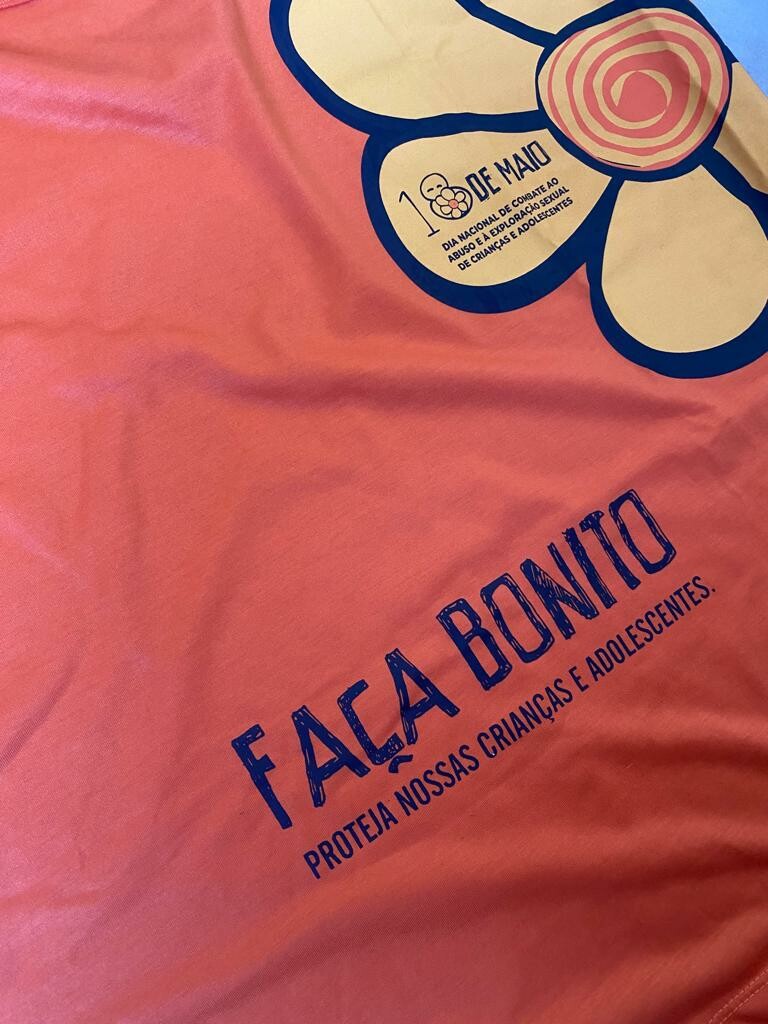 18 DE MAIO
DIA NACIONAL DE COMBATE AO
ABUSO E À EXPLORAÇÃO SEXUAL
DE CRIANÇAS E ADOLESCENTES
FAÇA BONITO
PROTEJA NOSSAS CRIANÇAS E ADOLESCENTES.